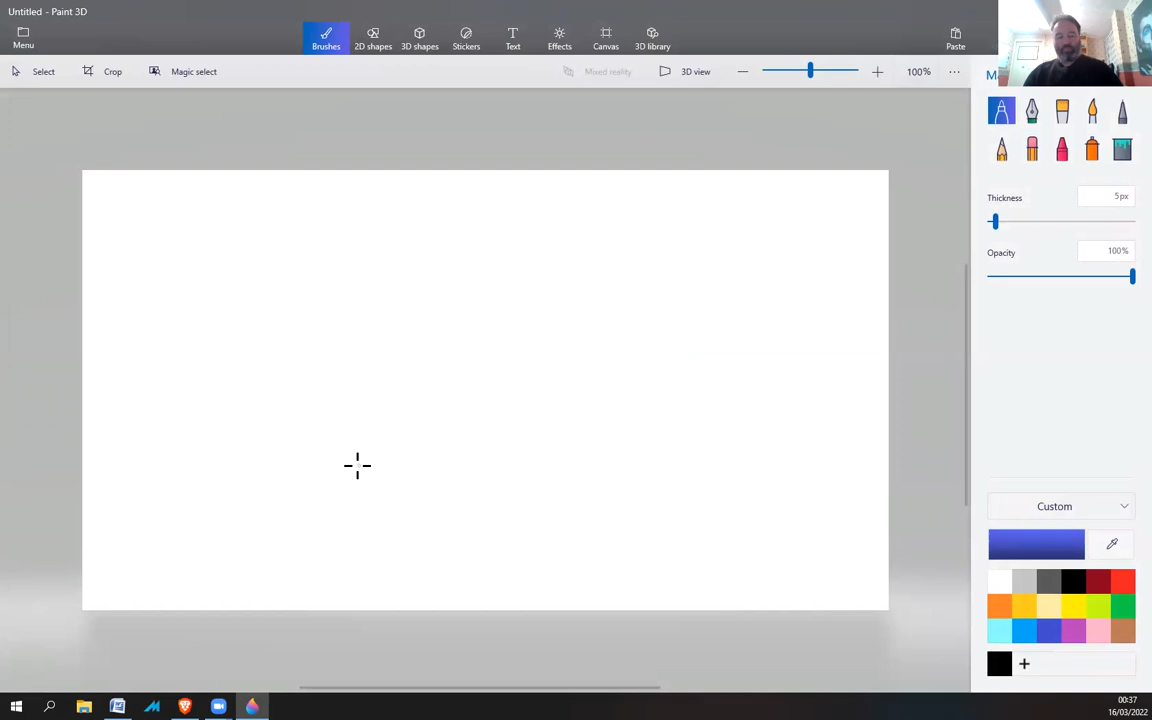 Untitled - Paint 3D
Menu
Brushes
2D shapes
3D shapes
Stickers
Text
Effects
Canvas
3D library
Paste
Select
Crop
Magic select
Mixed reality
3D view
100%
Thickness
5px
Opacity
100%
Custom
00:37
16/03/2022